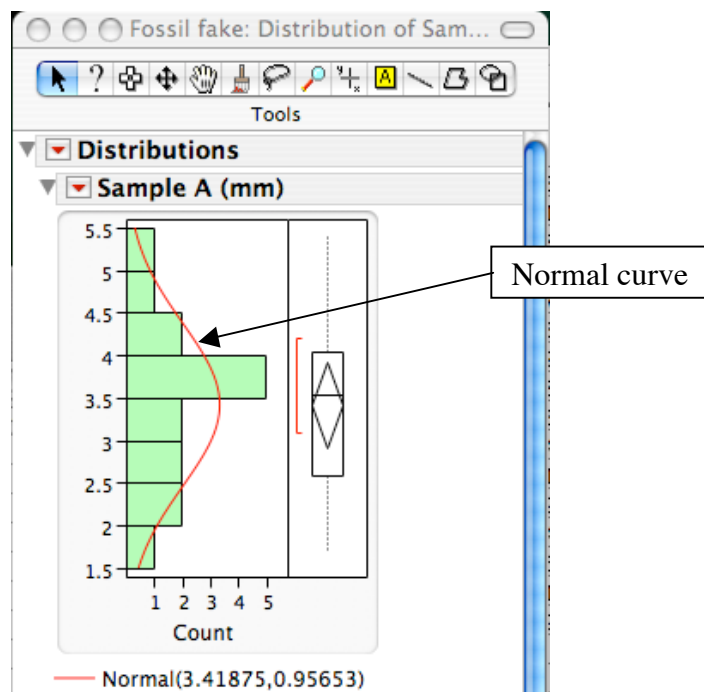 Fossil fake: Distribution of Sam...
?
A
Tools
Distributions
Sample A (mm)
5.5
5
4.5
4
3.5
3
2.5
2
1.5
Normal curve
1 2 3 4 5
Count
Normal(3.41875,0.95653)